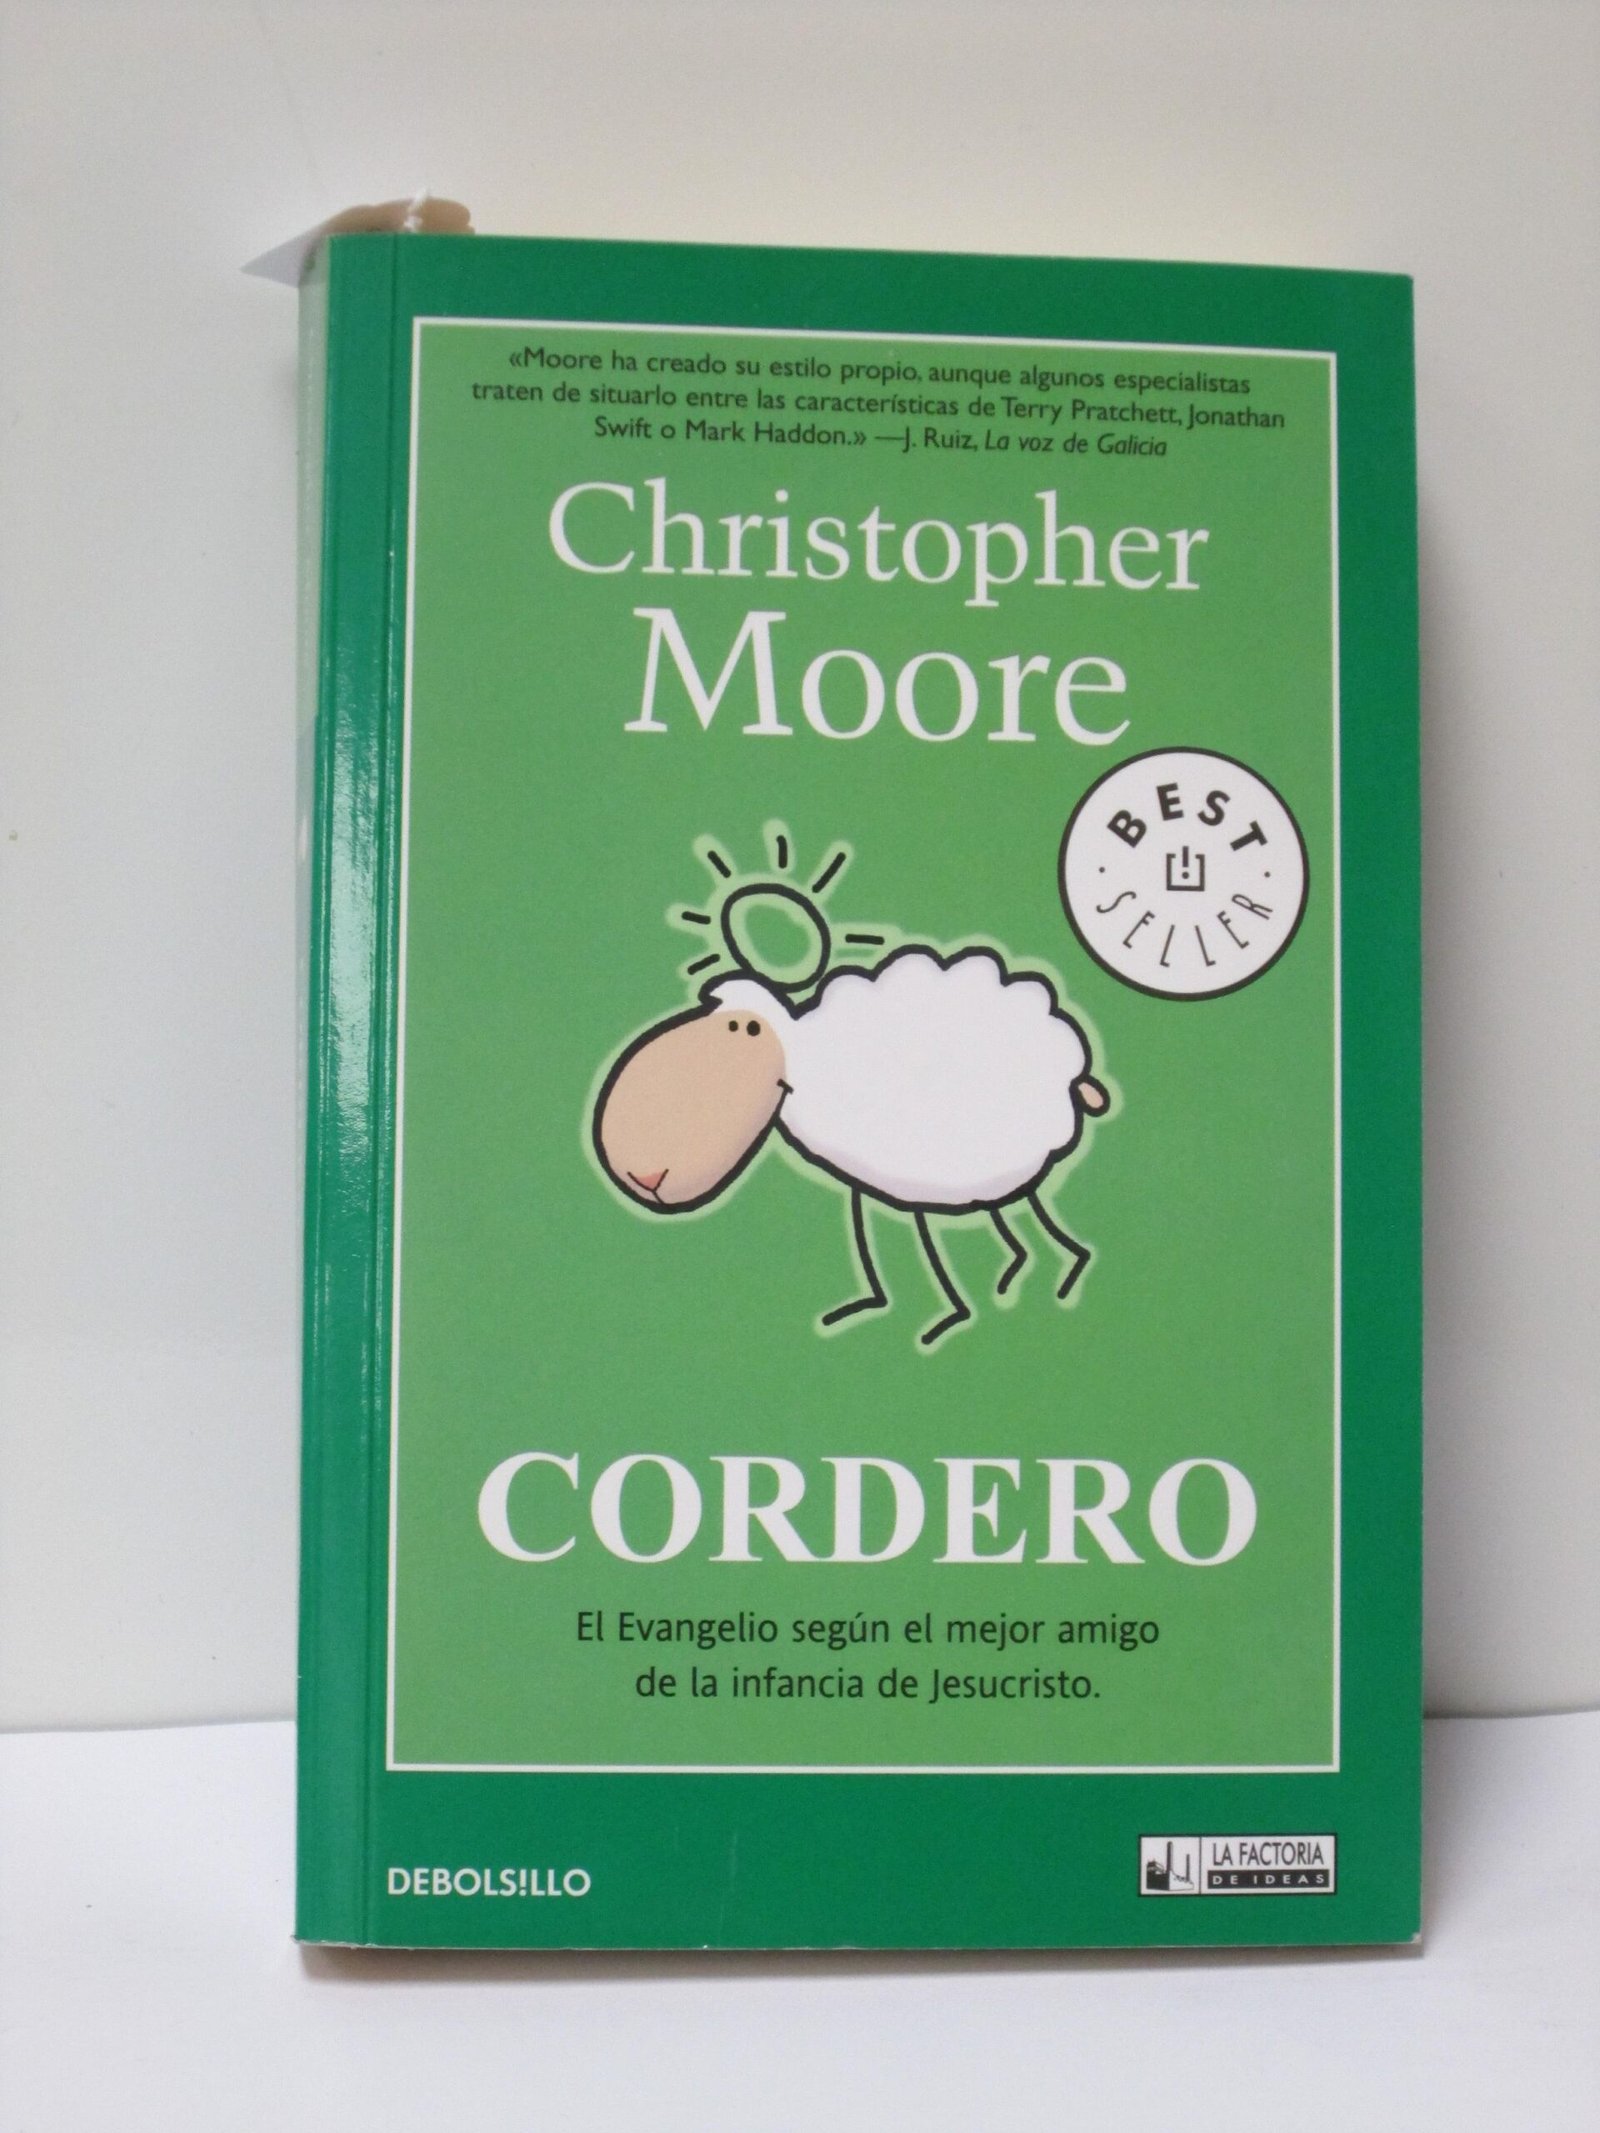 «Moore ha creado su estilo propio, aunque algunos especialistas
traten de situarlo entre las características de Terry Pratchett, Jonathan
Swift o Mark Haddon.» —J. Ruiz, La voz de Galicia
Christopher
Moore
BEST
SELLER
CORDERO
El Evangelio según el mejor amigo
de la infancia de Jesucristo.
DEBOLS!LLO
LA FACTORIA
DE IDEAS